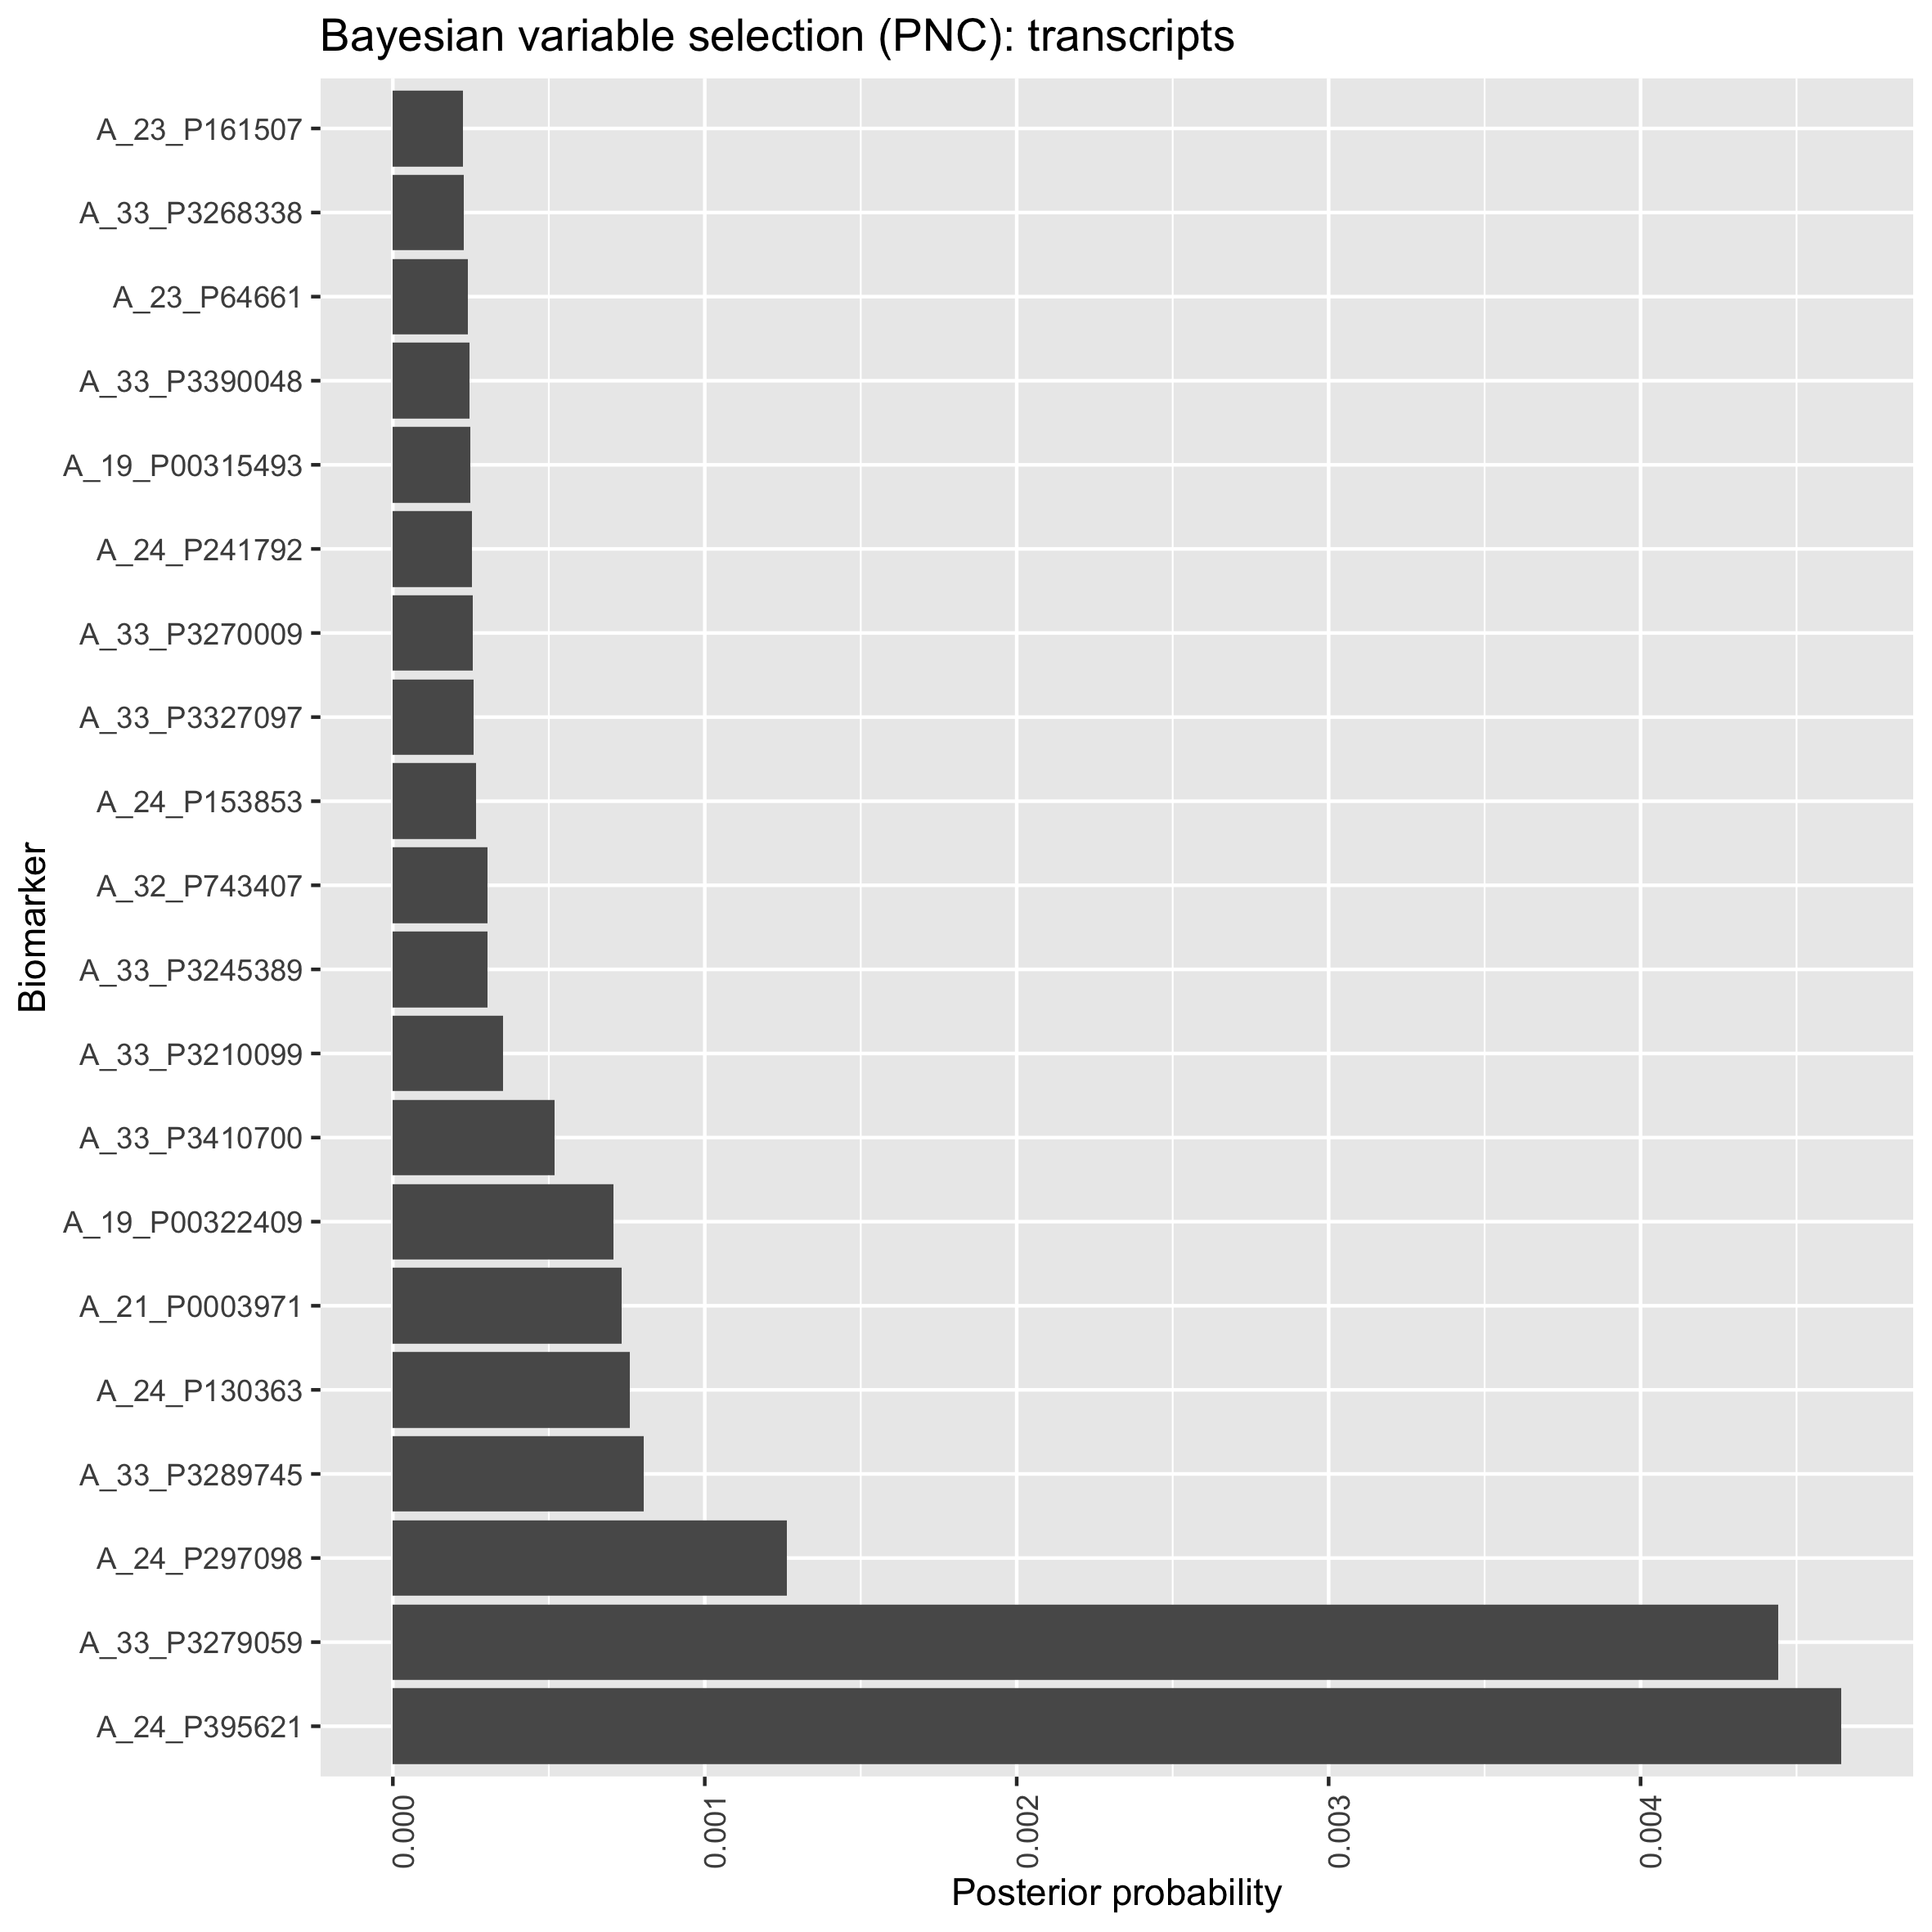 Bayesian variable selection (PNC): transcripts
A_23_P161507
A_33_P3268338
A_23_P64661
A_33_P3390048
A_19_P00315493
A_24_P241792
A_33_P3270009
A_33_P3327097
A_24_P153853
A_32_P743407
A_33_P3245389
A_33_P3210099
A_33_P3410700
A_19_P00322409
A_21_P0003971
A_24_P130363
A_33_P3289745
A_24_P297098
A_33_P3279059
A_24_P395621
Biomarker
0.000
0.001
0.002
0.003
0.004
Posterior probability